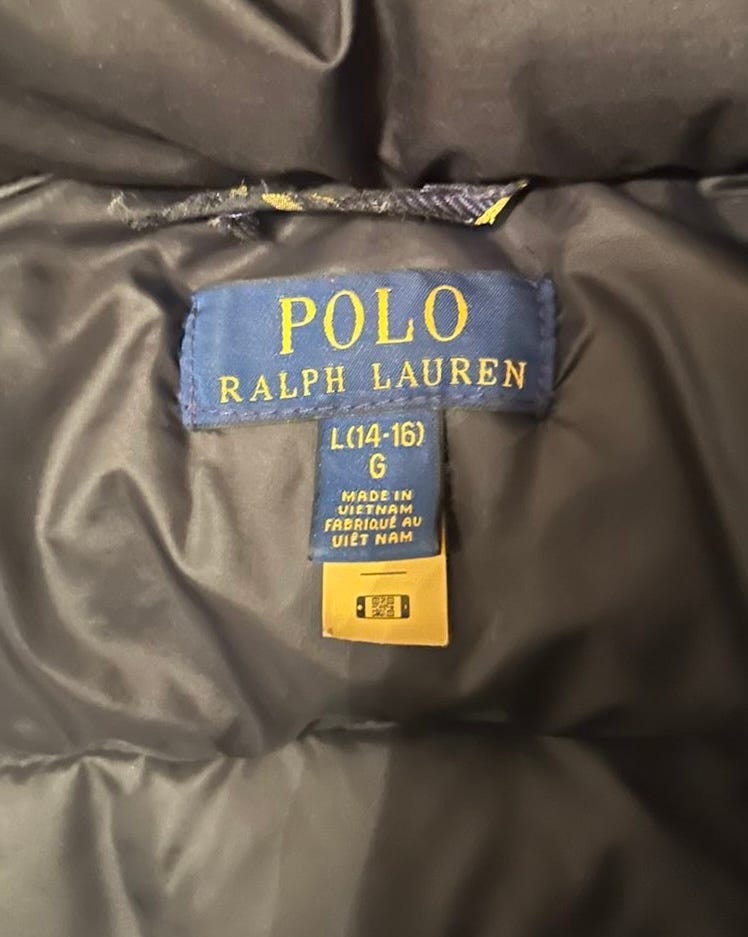 POLO
RALPH LAUREN
L(14-16)
G
MADE IN
VIETNAM
FABRIQUÉ AU
VIÊT NAM